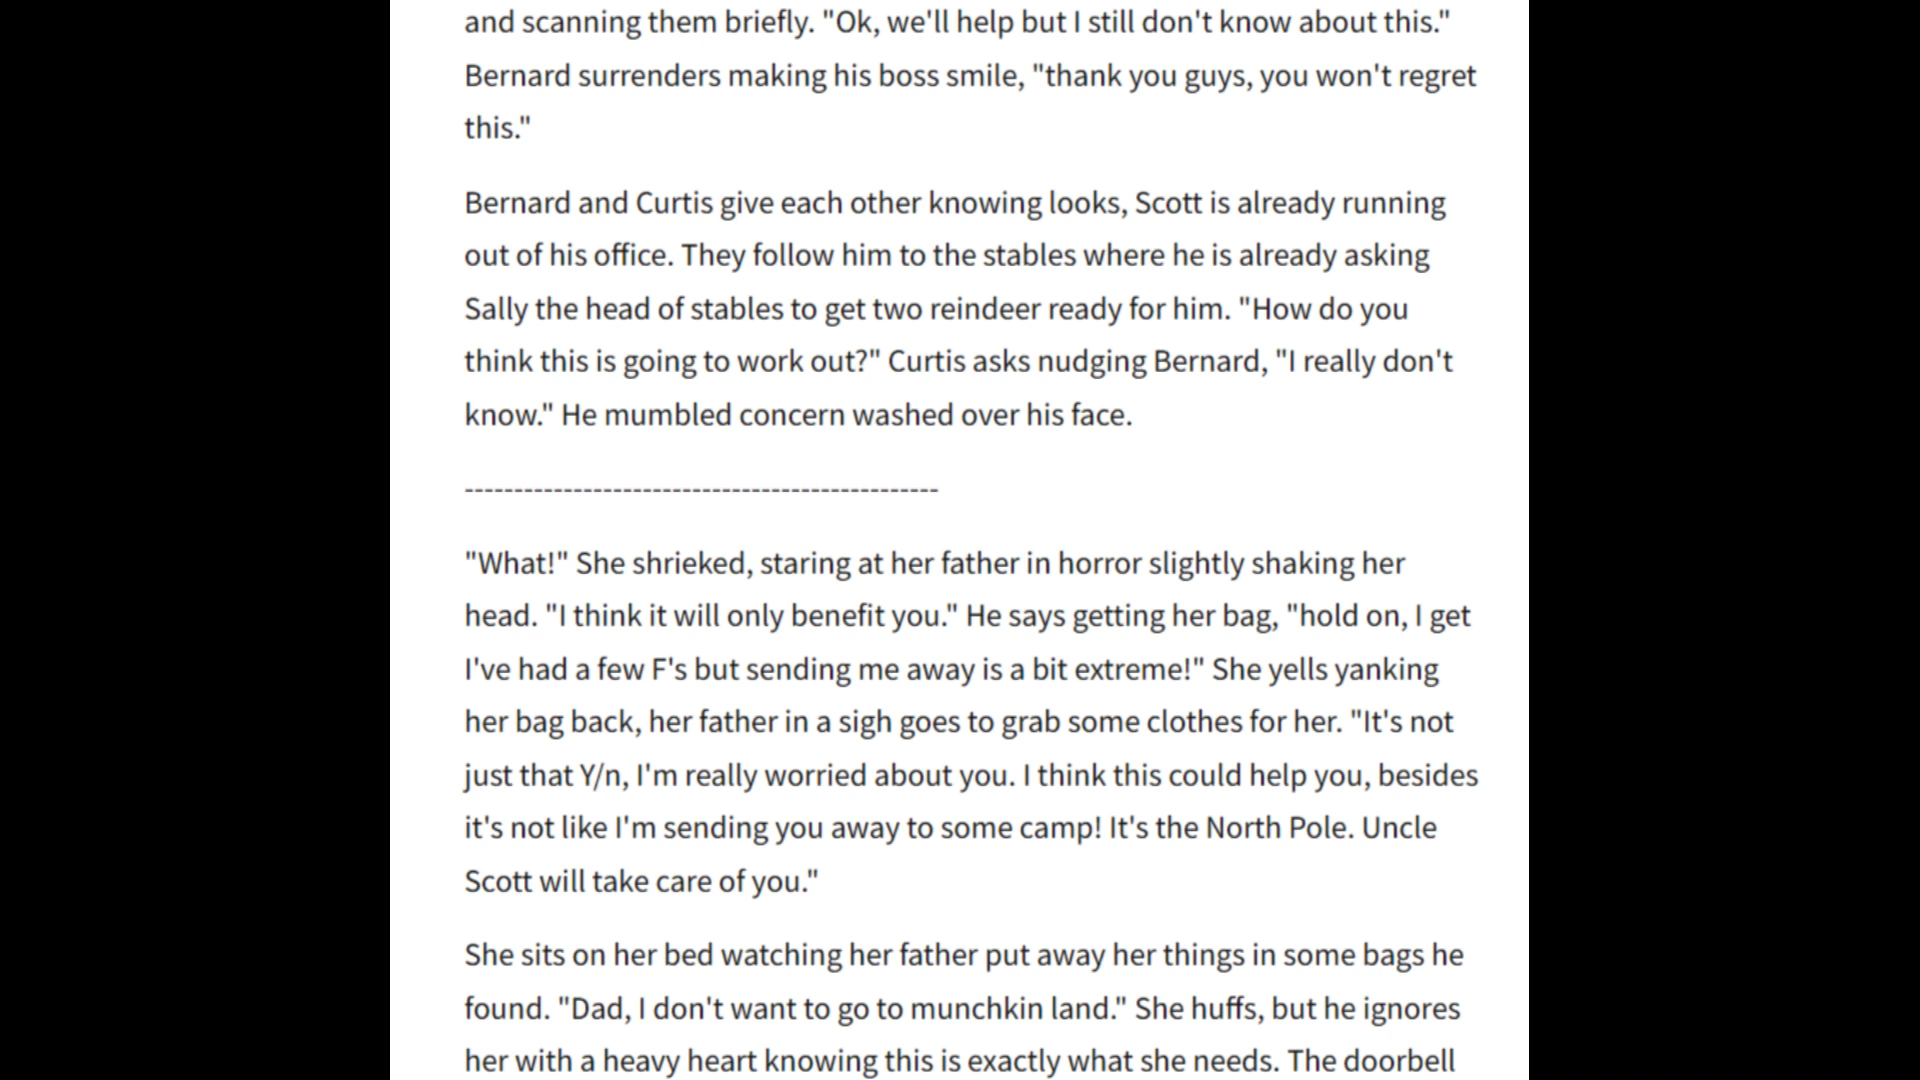 and scanning them briefly. "Ok, we'll help but I still don't know about this."
Bernard surrenders making his boss smile, "thank you guys, you won't regret
this."
Bernard and Curtis give each other knowing looks, Scott is already running
out of his office. They follow him to the stables where he is already asking
Sally the head of stables to get two reindeer ready for him. "How do you
think this is going to work out?" Curtis asks nudging Bernard, "I really don't
know." He mumbled concern washed over his face.
------------------------------------------------
"What!" She shrieked, staring at her father in horror slightly shaking her
head. "I think it will only benefit you." He says getting her bag, "hold on, I get
I've had a few F's but sending me away is a bit extreme!" She yells yanking
her bag back, her father in a sigh goes to grab some clothes for her. "It's not
just that Y/n, I'm really worried about you. I think this could help you, besides
it's not like I'm sending you away to some camp! It's the North Pole. Uncle
Scott will take care of you."
She sits on her bed watching her father put away her things in some bags he
found. "Dad, I don't want to go to munchkin land." She huffs, but he ignores
her with a heavy heart knowing this is exactly what she needs. The doorbell